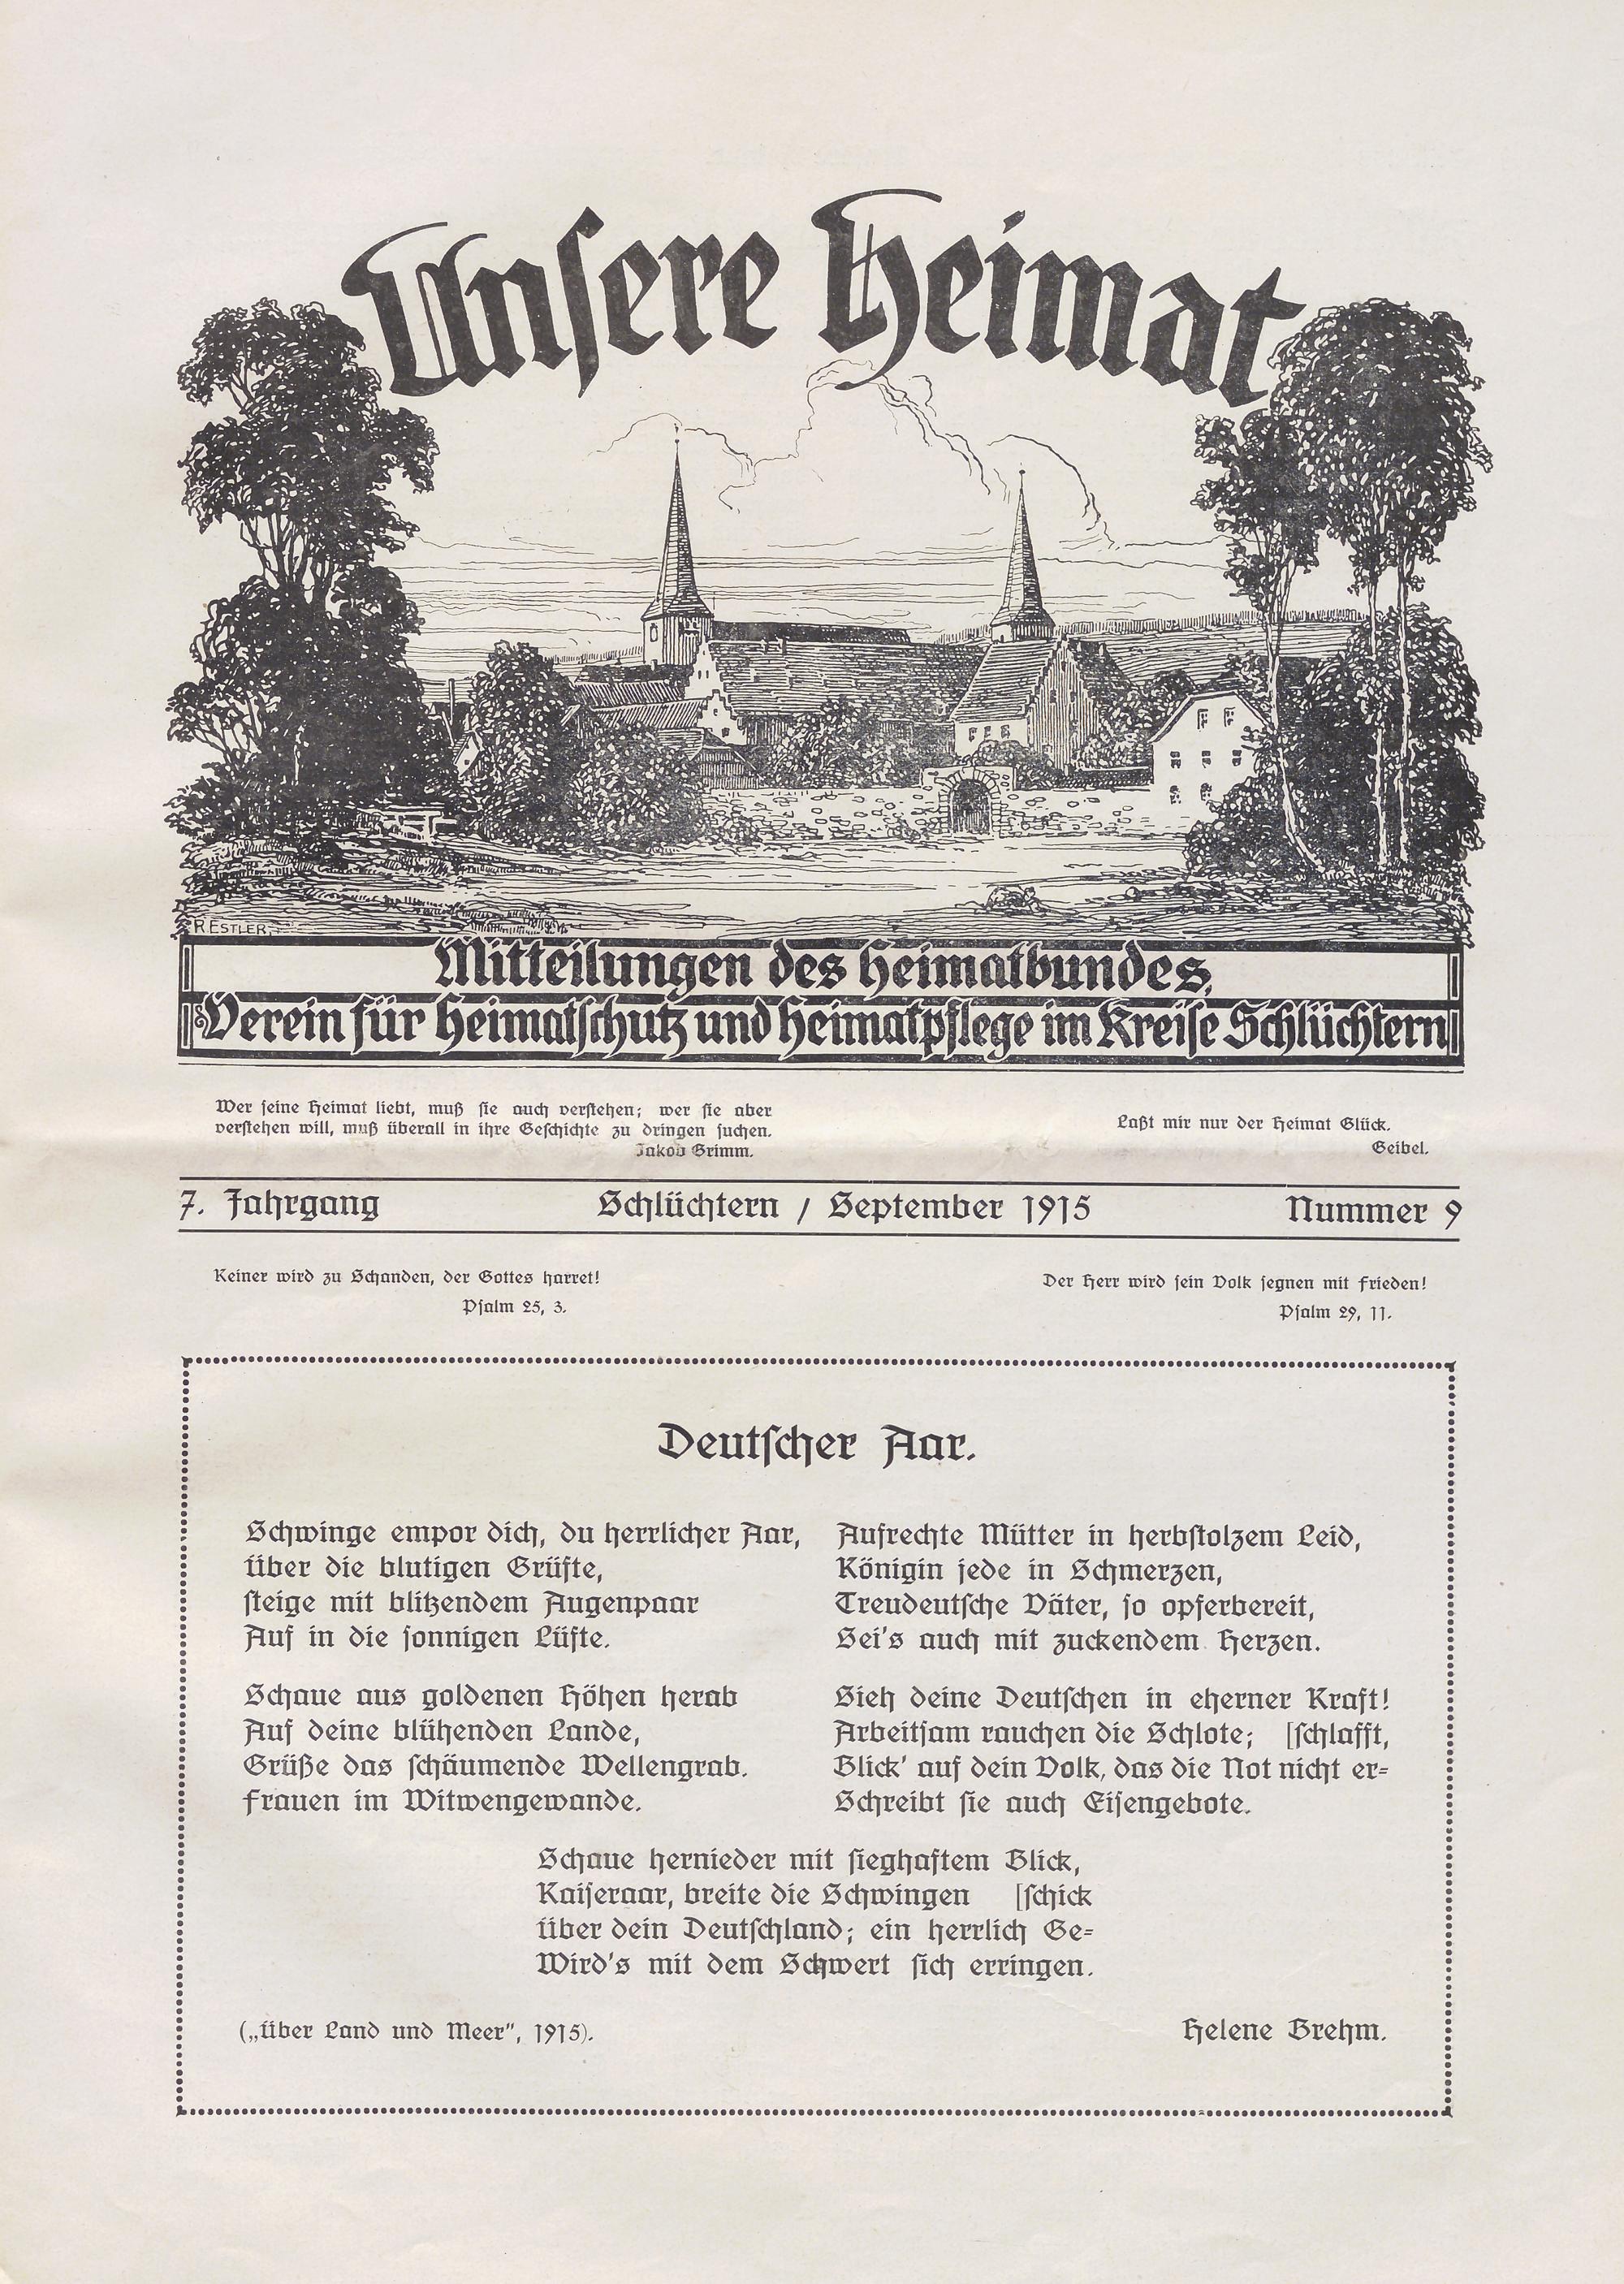 Unsere Heimat
R. ESTLER.
Mitteilungen des Heimatbundes,
Verein für Heimatschutz und Heimatpflege im Kreise Schlüchtern
Wer seine Heimat liebt, muß sie auch verstehen; wer sie aber
verstehen will, muß überall in ihre Geschichte zu dringen suchen.
Jakob Grimm.
Laßt mir nur der Heimat Glück.
Geibel.
7. Jahrgang Schlüchtern / September 1915 Nummer 9
Keiner wird zu Schanden, der Gottes harret!
Psalm 25, 3.
Der Herr wird sein Volk segnen mit Frieden!
Psalm 29, 11.
Deutscher Aar.
Schwinge empor dich, du herrlicher Aar,
über die blutigen Grüfte,
steige mit blitzendem Augenpaar
Auf in die sonnigen Lüfte.
Schaue aus goldenen Höhen herab
Auf deine blühenden Lande,
Grüße das schäumende Wellengrab.
Frauen im Witwengewande.
Aufrechte Mütter in herbstolzem Leid,
Königin jede in Schmerzen,
Treudeutsche Väter, so opferbereit,
Sei's auch mit zuckendem Herzen.
Sieh deine Deutschen in eherner Kraft!
Arbeitsam rauchen die Schlote; [schlafft,
Blick' auf dein Volk, das die Not nicht er-
Schreibt sie auch Eisengebote.
Schaue hernieder mit sieghaftem Blick,
Kaiseraar, breite die Schwingen [schick
über dein Deutschland; ein herrlich Ge-
Wird's mit dem Schwert sich erringen.
(„Über Land und Meer", 1915).
Helene Brehm.